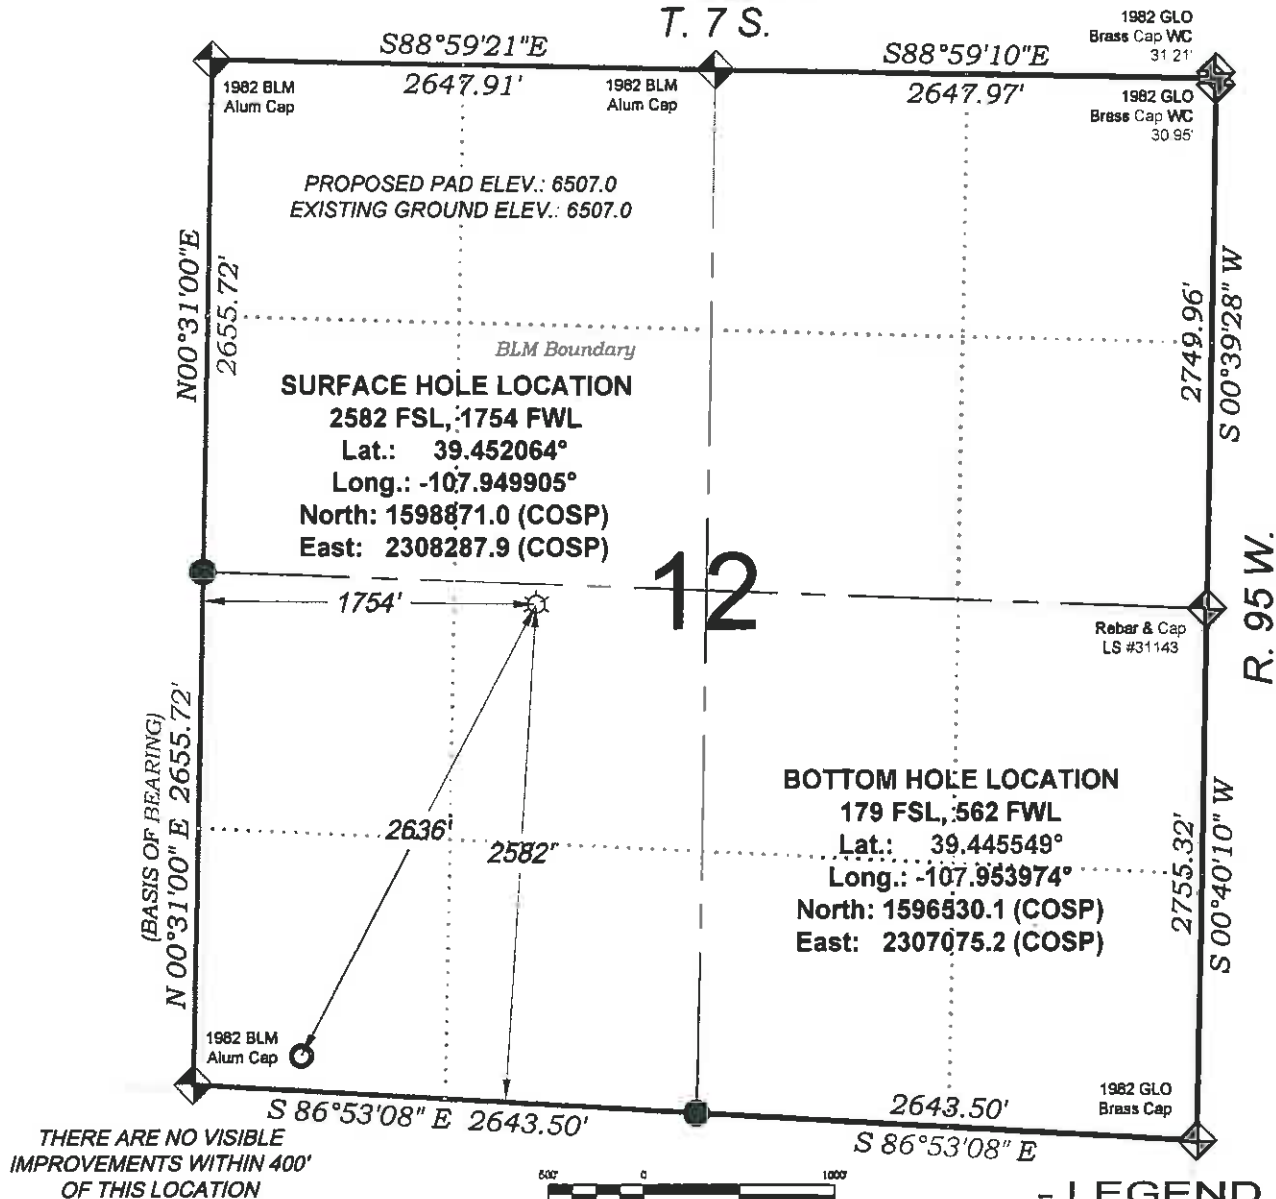 T. 7 S.
1982 GLO
Brass Cap WC
31 21'
S88°59'21"E
S88°59'10"E
1982 BLM
Alum Cap
2647.91'
1982 BLM
Alum Cap
2647.97'
1982 GLO
Brass Cap WC
30 95'
PROPOSED PAD ELEV.: 6507.0
EXISTING GROUND ELEV.: 6507.0
N00°31'00"E
2655.72'
2749.96'
S 00°39'28" W
BLM Boundary
SURFACE HOLE LOCATION
2582 FSL, 1754 FWL
Lat.: 39.452064°
Long.: -107.949905°
North: 1598871.0 (COSP)
East: 2308287.9 (COSP)
12
R. 95 W.
1754'
Rebar & Cap
LS #31143
(BASIS OF BEARING)
N 00°31'00" E 2655.72'
2636'
2582'
BOTTOM HOLE LOCATION
179 FSL, 562 FWL
Lat.: 39.445549°
Long.: -107.953974°
North: 1596530.1 (COSP)
East: 2307075.2 (COSP)
2755.32'
S 00°40'10" W
1982 BLM
Alum Cap
1982 GLO
Brass Cap
S 86°53'08" E 2643.50'
2643.50'
S 86°53'08" E
THERE ARE NO VISIBLE
IMPROVEMENTS WITHIN 400'
OF THIS LOCATION
500' 0 1000'
- LEGEND